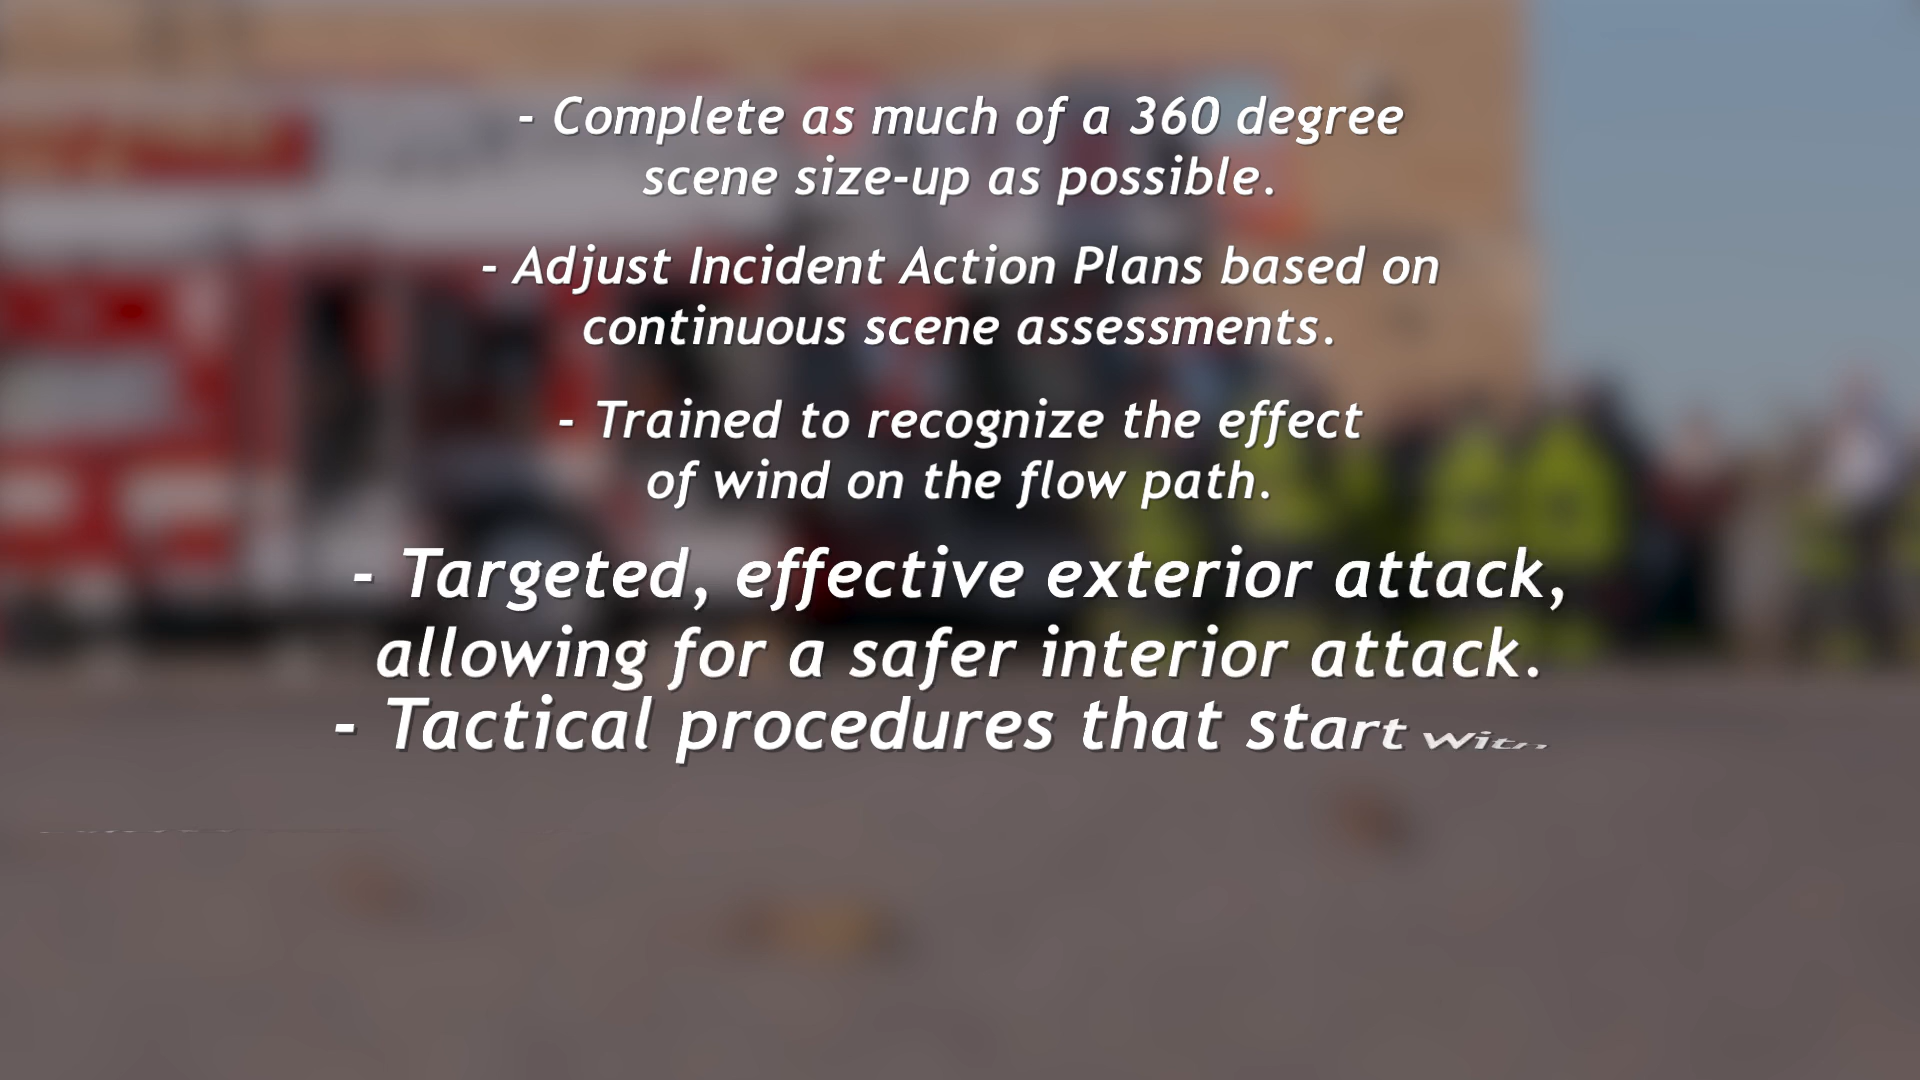 - Complete as much of a 360 degree
scene size-up as possible.
- Adjust Incident Action Plans based on
continuous scene assessments.
- Trained to recognize the effect
of wind on the flow path.
- Targeted, effective exterior attack,
allowing for a safer interior attack.
- Tactical procedures that start with